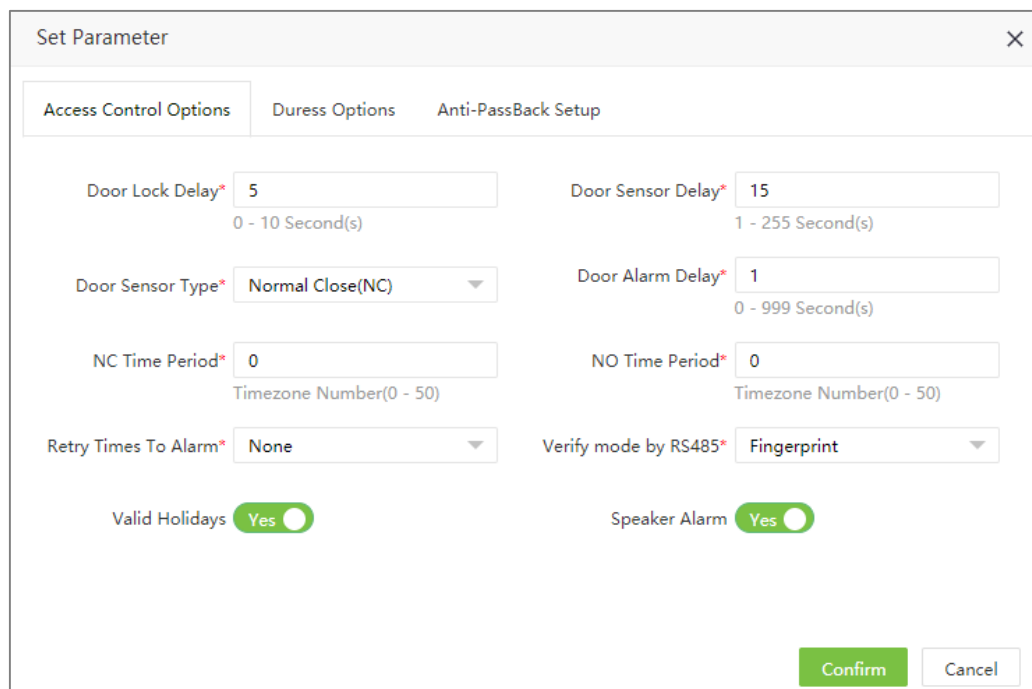 Set Parameter
Access Control Options Duress Options Anti-PassBack Setup
Door Lock Delay* 5 Door Sensor Delay* 15
0 - 10 Second(s) 1 - 255 Second(s)
Door Sensor Type* Normal Close(NC) Door Alarm Delay* 1
0 - 999 Second(s)
NC Time Period* 0 NO Time Period* 0
Timezone Number(0 - 50) Timezone Number(0 - 50)
Retry Times To Alarm* None Verify mode by RS485* Fingerprint
Valid Holidays Yes Speaker Alarm Yes
Confirm Cancel